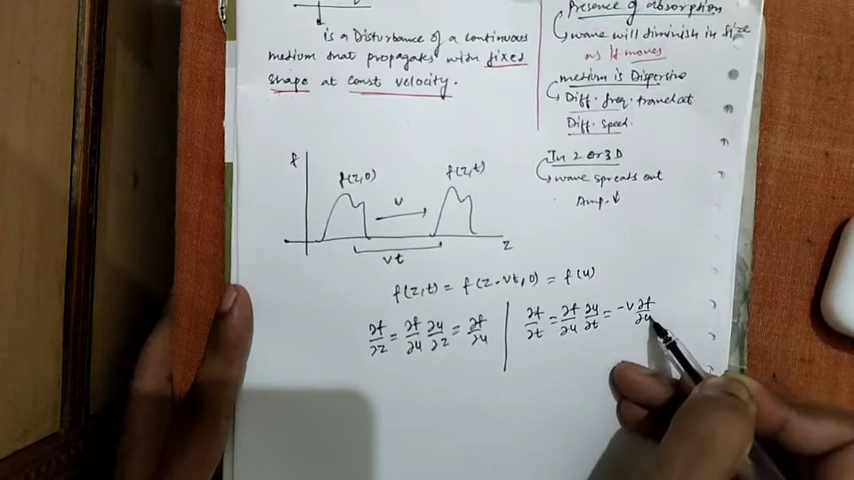 is a Disturbance of a continuous
medium that propagates with fixed
shape at const velocity.
Presence of absorption
wave will diminish in size
as it moves
medium is Dispersive
Diff. freq. travel at
Diff. speed.
In 2 or 3D
wave spreads out
Amp. ↓
f
f(z,0)
f(z,t)
v
z
vt
f(z,t) = f(z-vt,0) = f(u)
∂f/∂z = ∂f/∂u ∂u/∂z = ∂f/∂u
∂f/∂t = ∂f/∂u ∂u/∂t = -v ∂f/∂u